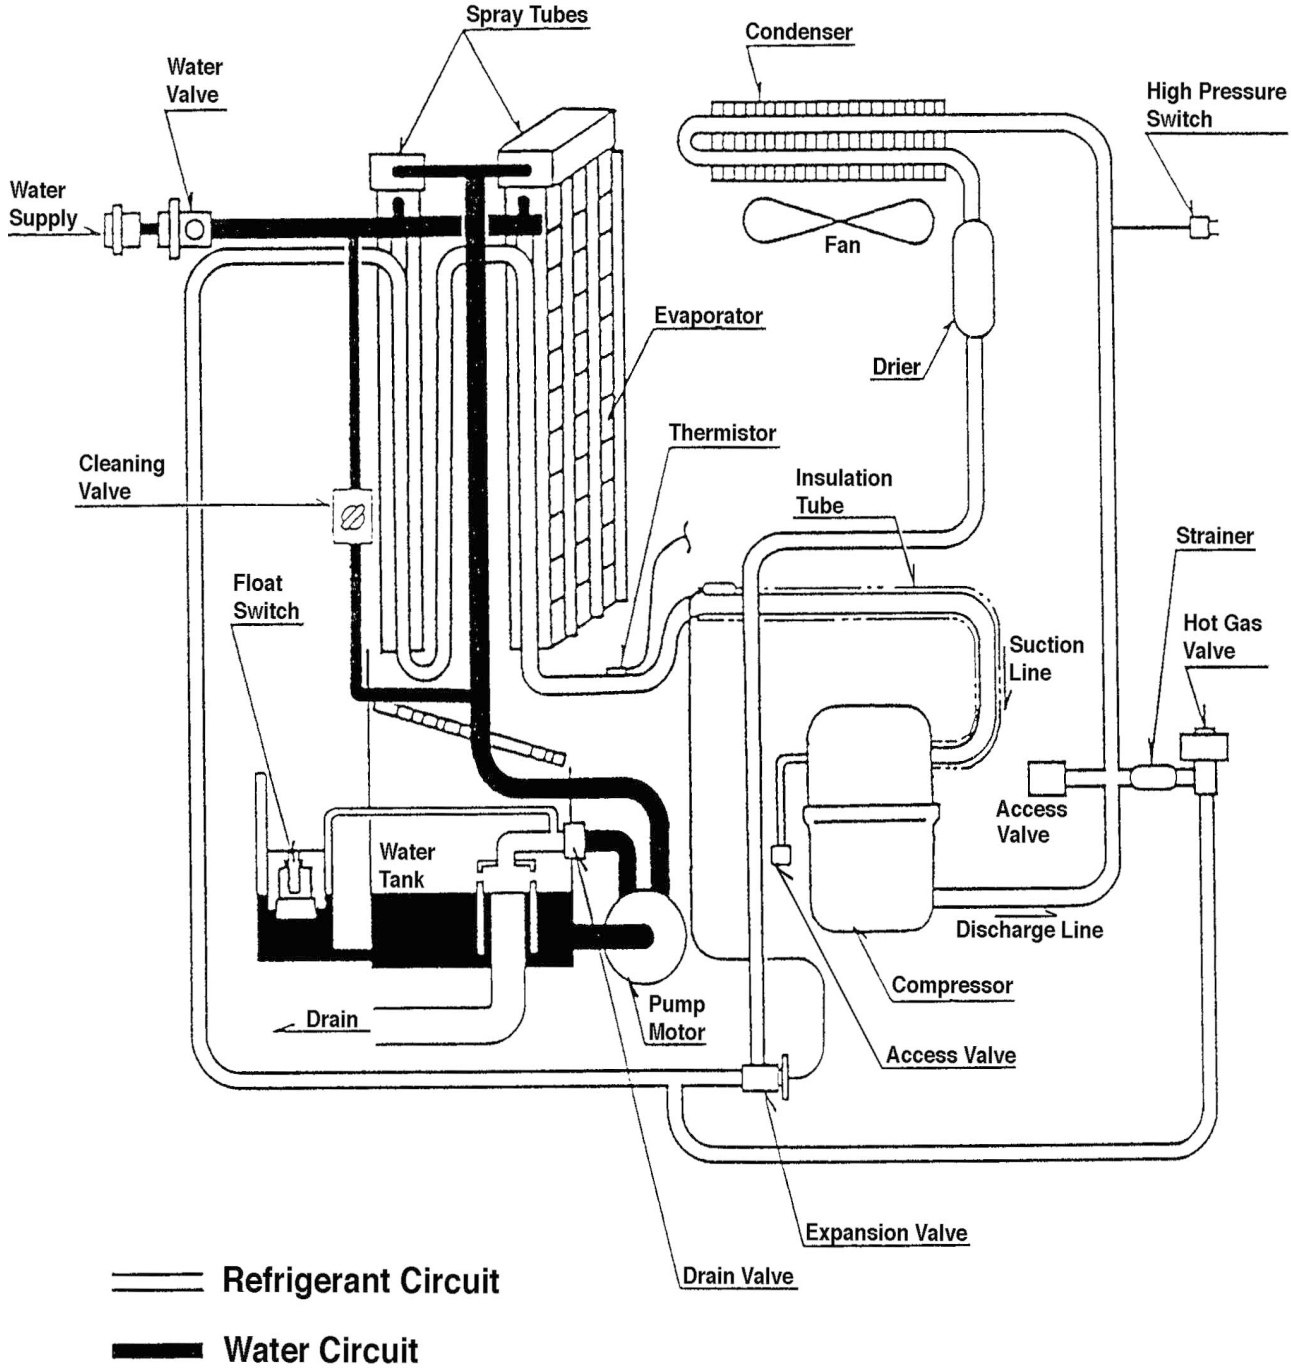 Spray Tubes
Condenser
Water
Valve
High Pressure
Switch
Water
Supply
Fan
Evaporator
Drier
Thermistor
Cleaning
Valve
Insulation
Tube
Strainer
Float
Switch
Hot Gas
Valve
Suction
Line
Access
Valve
Water
Tank
Discharge Line
Compressor
Drain
Pump
Motor
Access Valve
Expansion Valve
Drain Valve
Refrigerant Circuit
Water Circuit